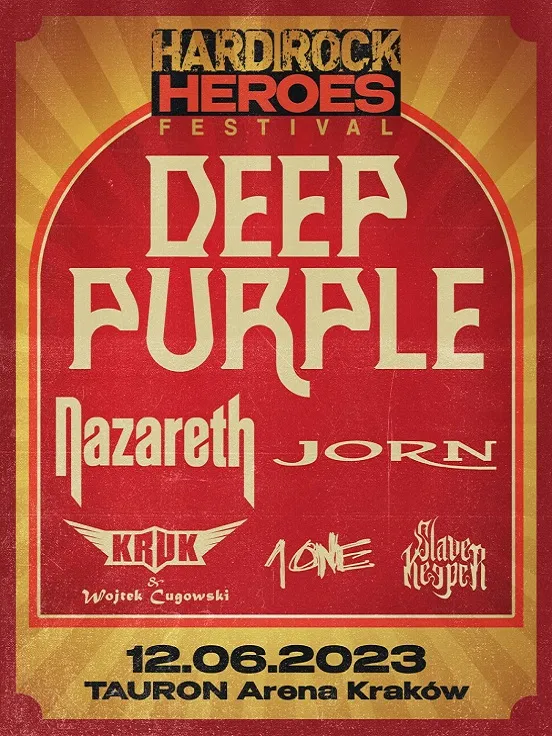 HARD ROCK
HEROES
FESTIVAL
DEEP
PURPLE
Nazareth
JORN
KRUK
&
Wojtek Cugowski
1ONE
Slave
Keeper
12.06.2023
TAURON Arena Kraków